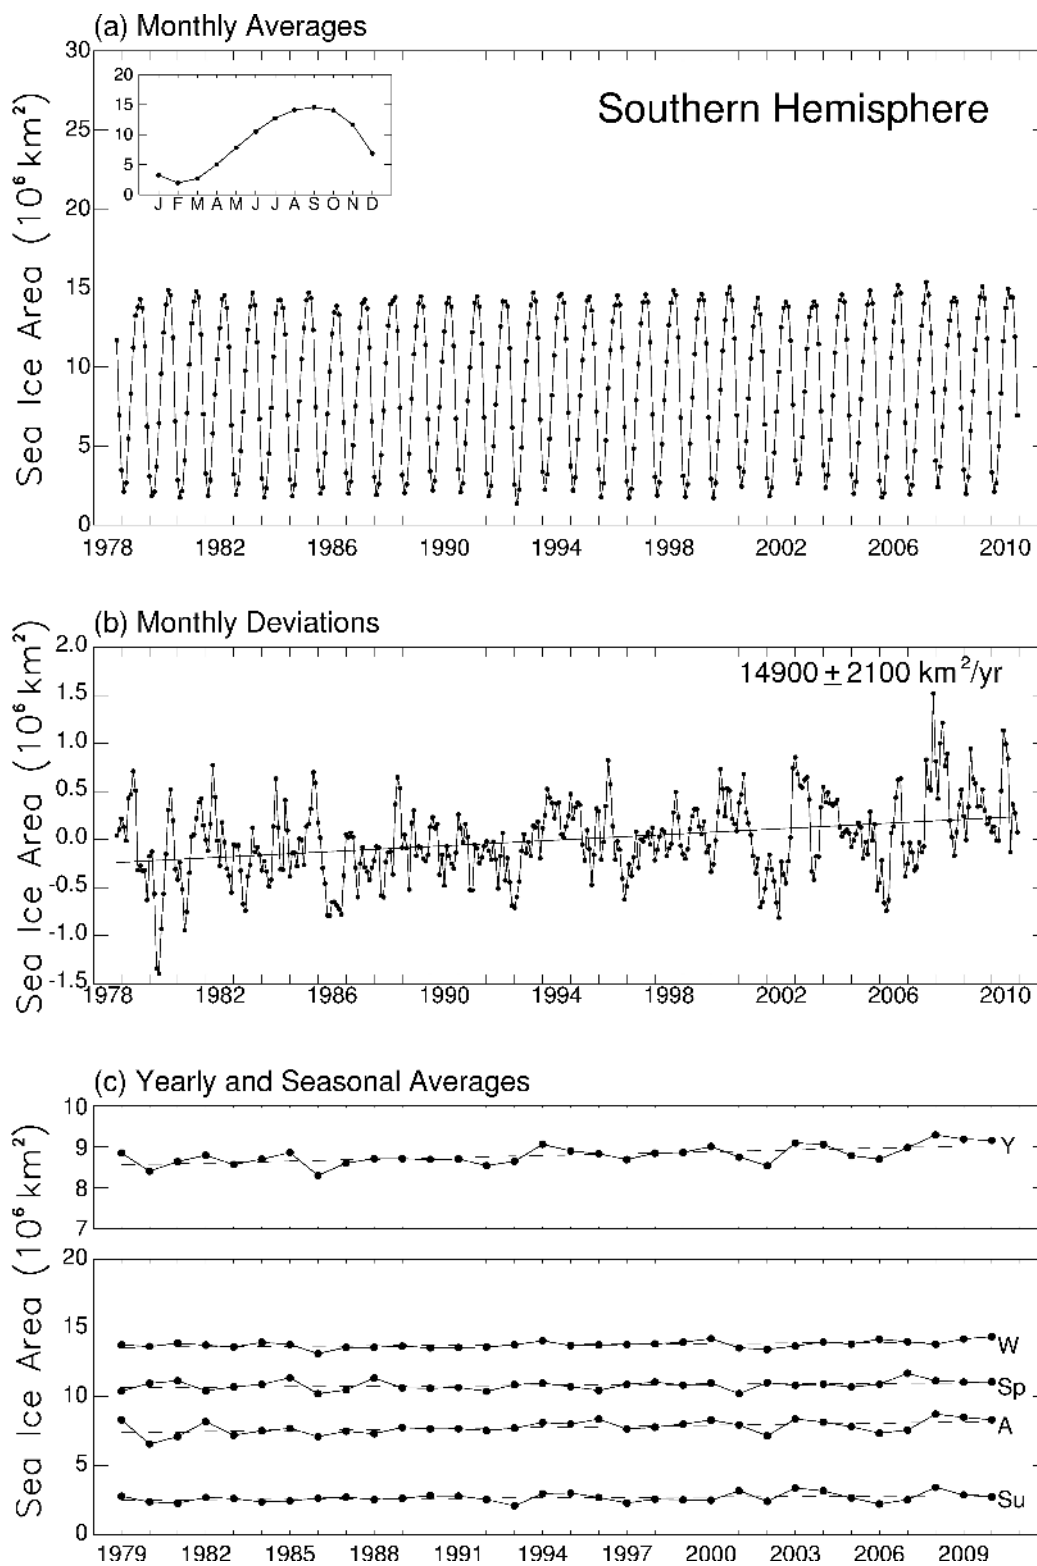 (a) Monthly Averages
30
25
20
15
10
5
0
Sea Ice Area (10⁶ km²)
20
15
10
5
0
J F M A M J J A S O N D
Southern Hemisphere
1978 1982 1986 1990 1994 1998 2002 2006 2010
(b) Monthly Deviations
2.0
1.5
1.0
0.5
0.0
-0.5
-1.0
-1.5
Sea Ice Area (10⁶ km²)
14900 ± 2100 km²/yr
1978 1982 1986 1990 1994 1998 2002 2006 2010
(c) Yearly and Seasonal Averages
10
9
8
7
Y
Sea Ice Area (10⁶ km²)
20
15
10
5
0
W
Sp
A
Su
1979 1982 1985 1988 1991 1994 1997 2000 2003 2006 2009